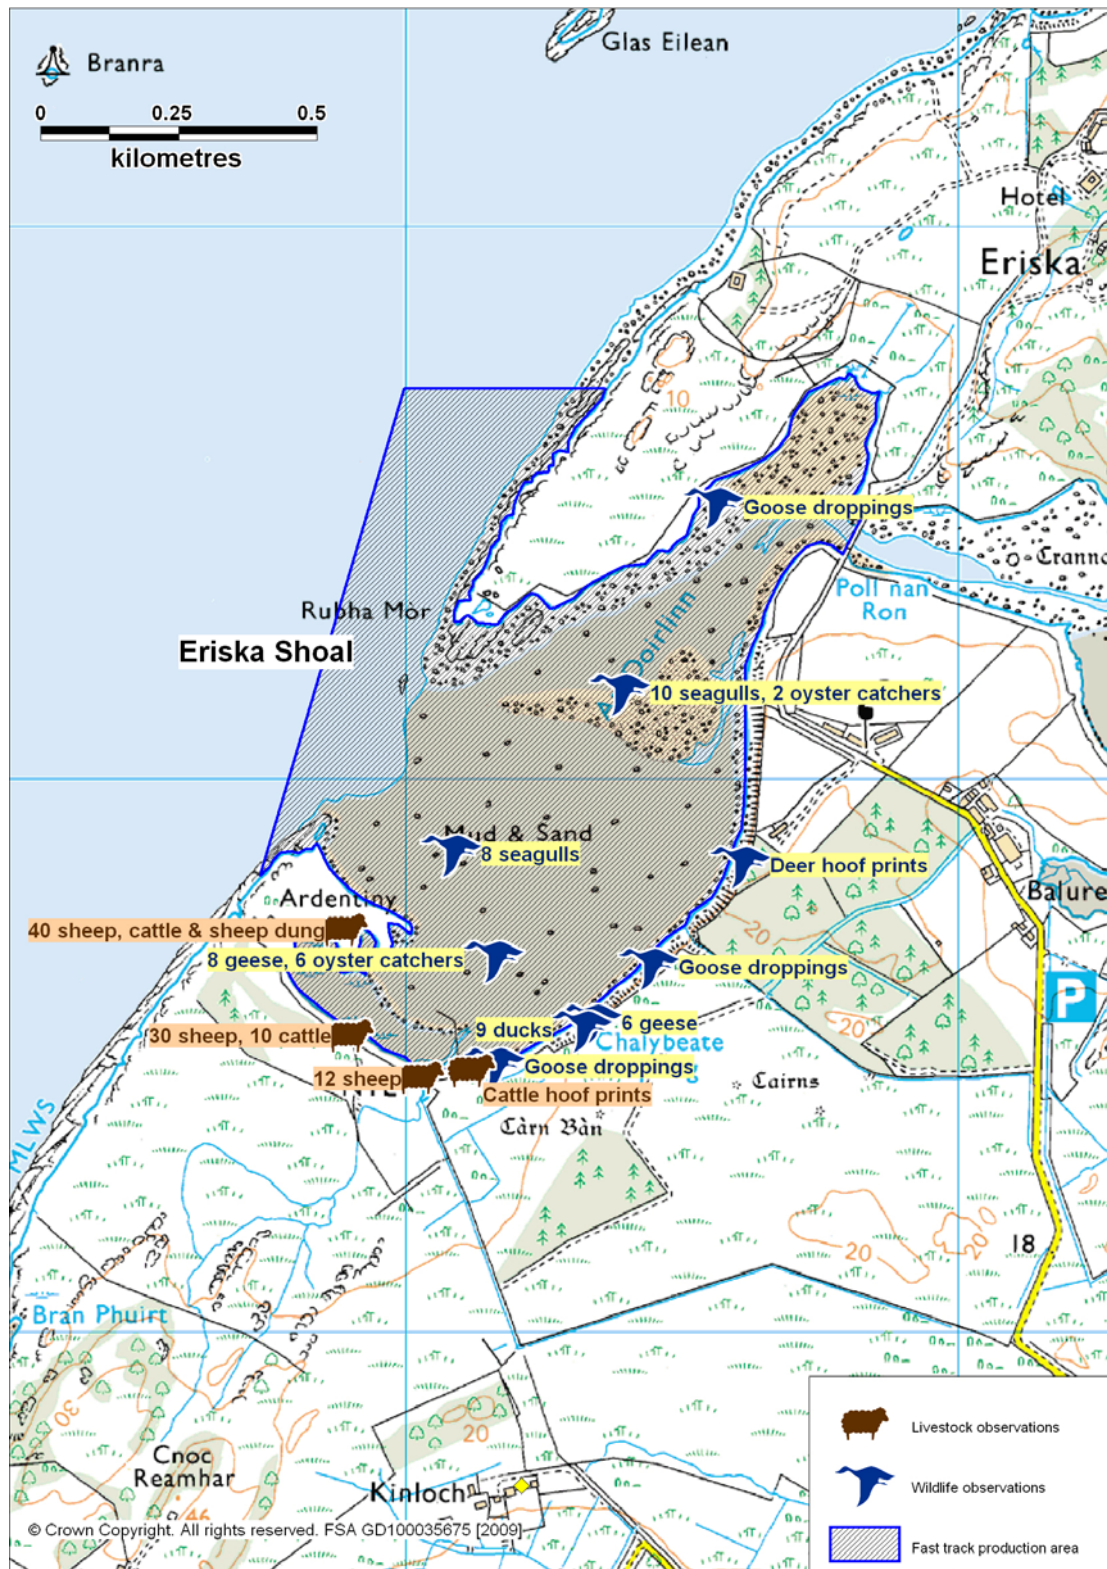 Glas Eilean
Branra
0 0.25 0.5
kilometres
Hotel
Eriska
10
Goose droppings
Poll nan
Ron
Rubha Mor
Eriska Shoal
Doirlinn
10 seagulls, 2 oyster catchers
Mud & Sand
8 seagulls
Deer hoof prints
Balure
Ardentiny
40 sheep, cattle & sheep dung
20
8 geese, 6 oyster catchers
Goose droppings
P
20
30 sheep, 10 cattle
9 ducks
6 geese
Chalybeate
Goose droppings
12 sheep
Cattle hoof prints
Cairns
Càrn Bàn
MLWS
20
20
18
Bran Phuirt
30
20
Cnoc
Reamhar
46
Kinloch
© Crown Copyright. All rights reserved. FSA GD100035675 [2009]
Livestock observations
Wildlife observations
Fast track production area